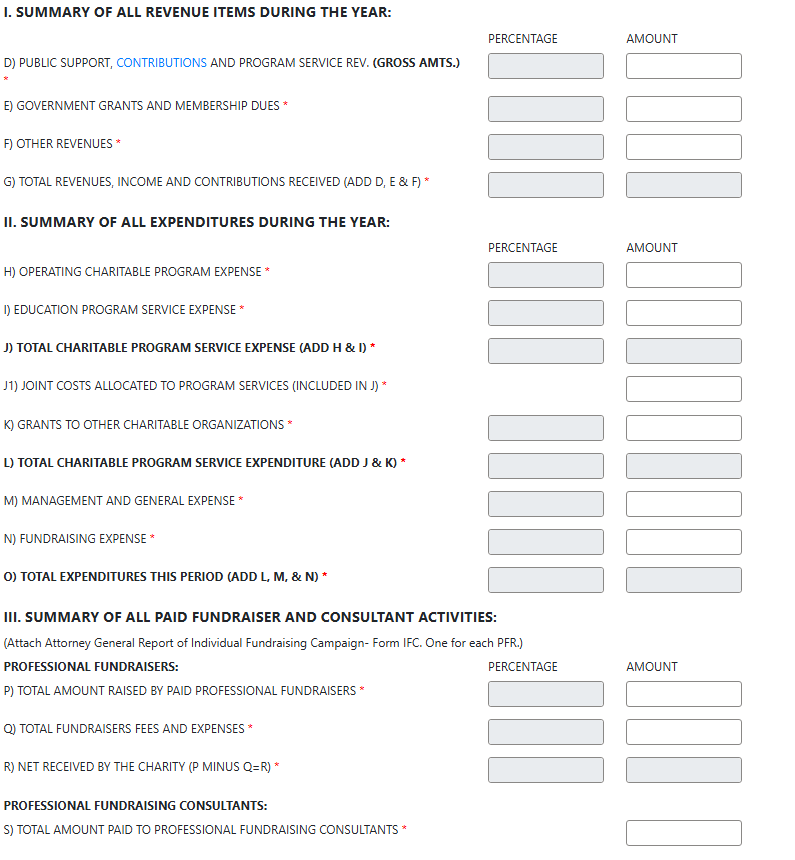 I. SUMMARY OF ALL REVENUE ITEMS DURING THE YEAR:
PERCENTAGE AMOUNT
D) PUBLIC SUPPORT, CONTRIBUTIONS AND PROGRAM SERVICE REV. (GROSS AMTS.)
*
E) GOVERNMENT GRANTS AND MEMBERSHIP DUES *
F) OTHER REVENUES *
G) TOTAL REVENUES, INCOME AND CONTRIBUTIONS RECEIVED (ADD D, E & F) *
II. SUMMARY OF ALL EXPENDITURES DURING THE YEAR:
PERCENTAGE AMOUNT
H) OPERATING CHARITABLE PROGRAM EXPENSE *
I) EDUCATION PROGRAM SERVICE EXPENSE *
J) TOTAL CHARITABLE PROGRAM SERVICE EXPENSE (ADD H & I) *
J1) JOINT COSTS ALLOCATED TO PROGRAM SERVICES (INCLUDED IN J) *
K) GRANTS TO OTHER CHARITABLE ORGANIZATIONS *
L) TOTAL CHARITABLE PROGRAM SERVICE EXPENDITURE (ADD J & K) *
M) MANAGEMENT AND GENERAL EXPENSE *
N) FUNDRAISING EXPENSE *
O) TOTAL EXPENDITURES THIS PERIOD (ADD L, M, & N) *
III. SUMMARY OF ALL PAID FUNDRAISER AND CONSULTANT ACTIVITIES:
(Attach Attorney General Report of Individual Fundraising Campaign- Form IFC. One for each PFR.)
PROFESSIONAL FUNDRAISERS: PERCENTAGE AMOUNT
P) TOTAL AMOUNT RAISED BY PAID PROFESSIONAL FUNDRAISERS *
Q) TOTAL FUNDRAISERS FEES AND EXPENSES *
R) NET RECEIVED BY THE CHARITY (P MINUS Q=R) *
PROFESSIONAL FUNDRAISING CONSULTANTS:
S) TOTAL AMOUNT PAID TO PROFESSIONAL FUNDRAISING CONSULTANTS *